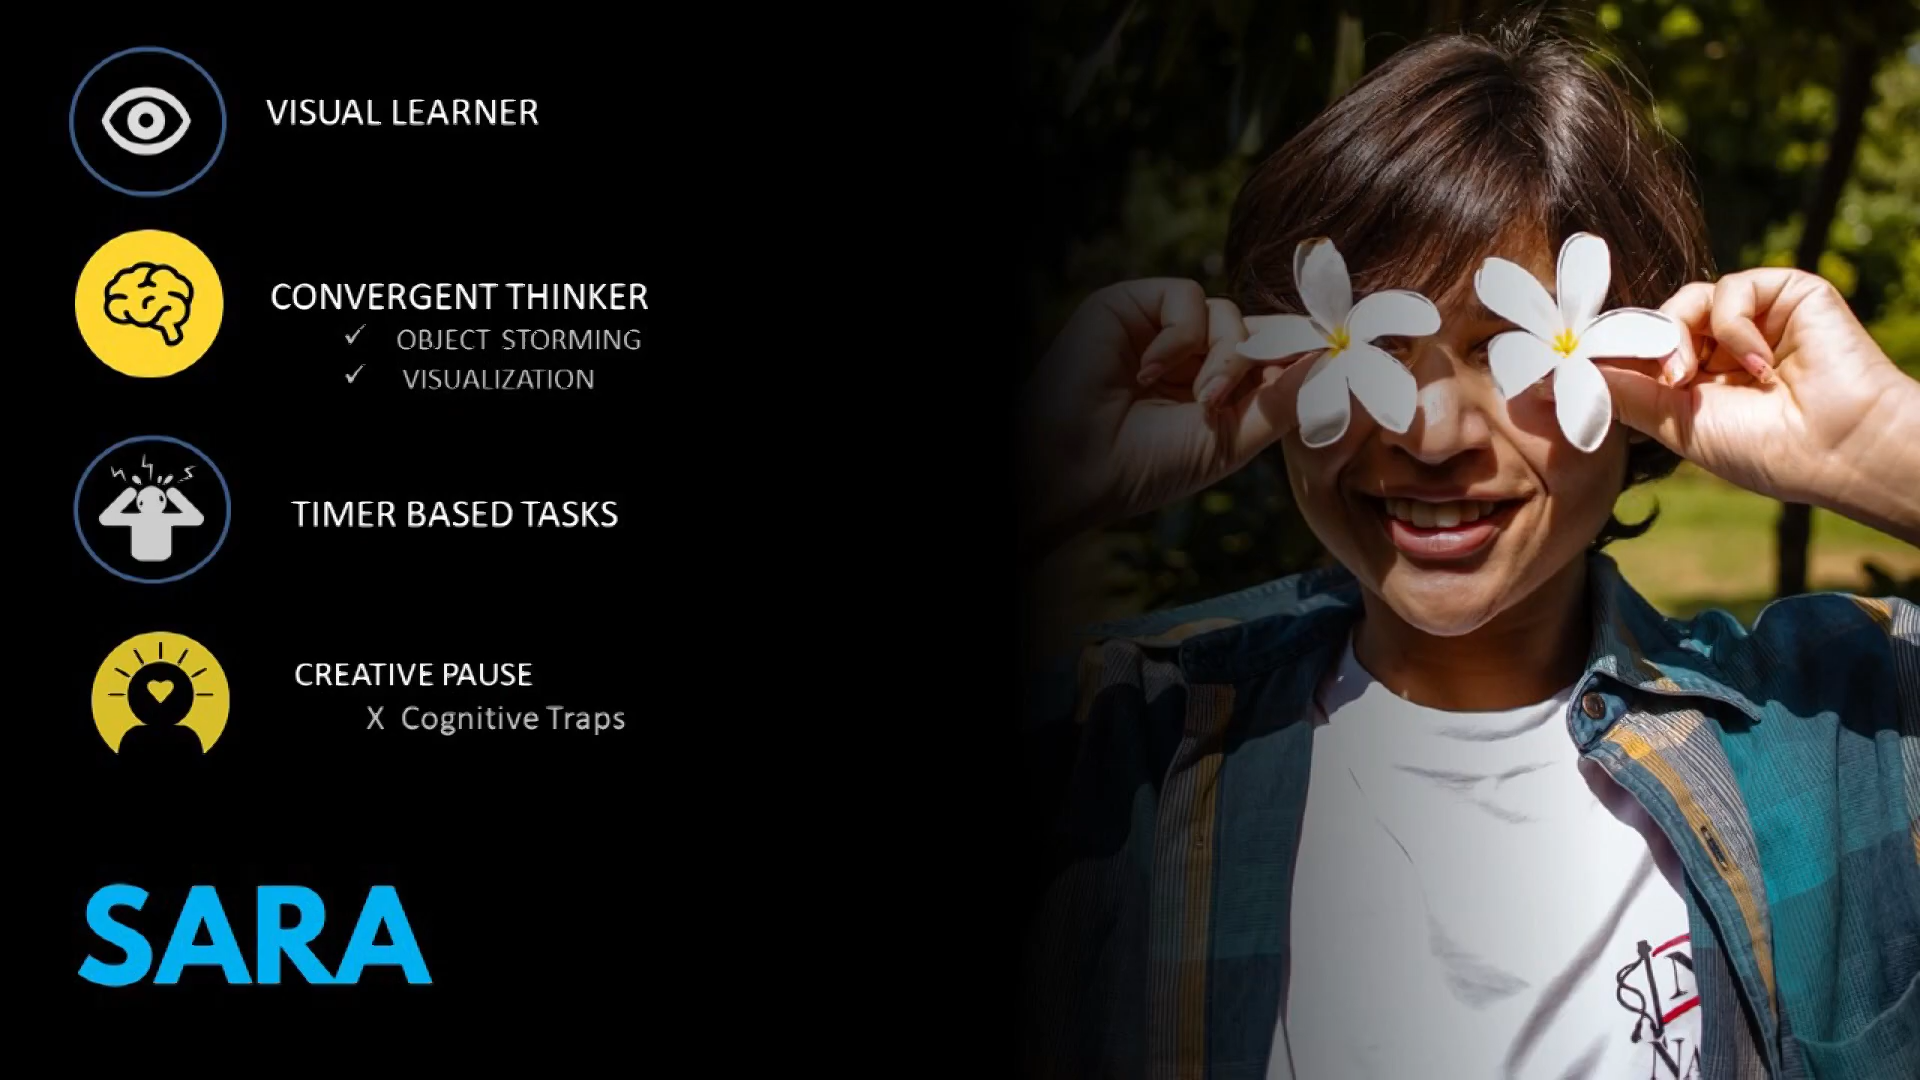 VISUAL LEARNER
CONVERGENT THINKER
✓ OBJECT STORMING
✓ VISUALIZATION
TIMER BASED TASKS
CREATIVE PAUSE
X Cognitive Traps
SARA